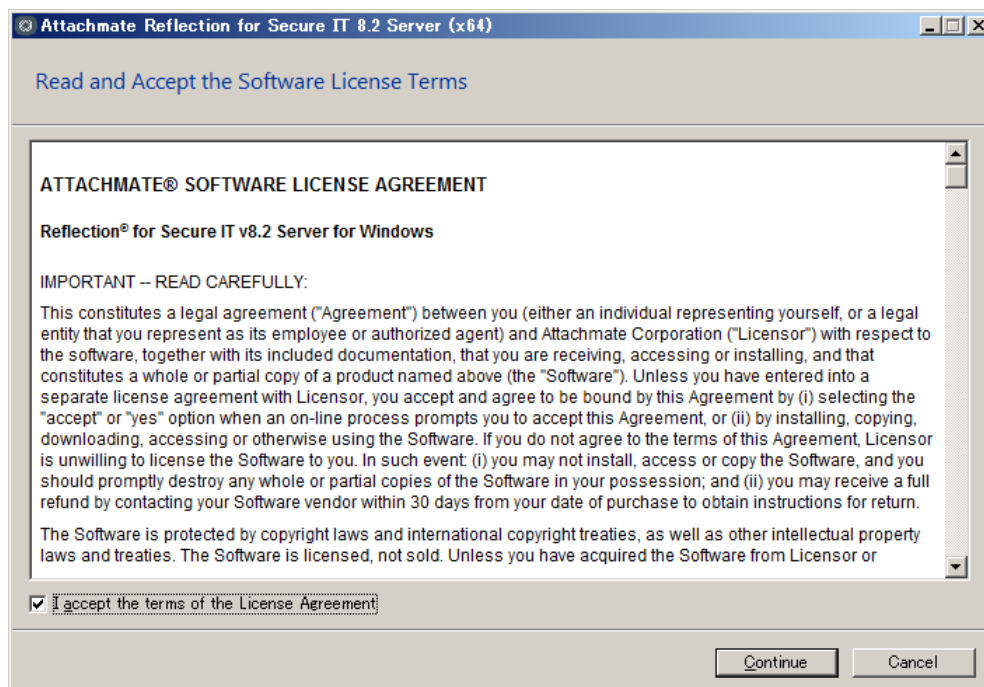 Attachmate Reflection for Secure IT 8.2 Server (x64)
Read and Accept the Software License Terms
ATTACHMATE® SOFTWARE LICENSE AGREEMENT
Reflection® for Secure IT v8.2 Server for Windows
IMPORTANT -- READ CAREFULLY:
This constitutes a legal agreement ("Agreement") between you (either an individual representing yourself, or a legal
entity that you represent as its employee or authorized agent) and Attachmate Corporation ("Licensor") with respect to
the software, together with its included documentation, that you are receiving, accessing or installing, and that
constitutes a whole or partial copy of a product named above (the "Software"). Unless you have entered into a
separate license agreement with Licensor, you accept and agree to be bound by this Agreement by (i) selecting the
"accept" or "yes" option when an on-line process prompts you to accept this Agreement, or (ii) by installing, copying,
downloading, accessing or otherwise using the Software. If you do not agree to the terms of this Agreement, Licensor
is unwilling to license the Software to you. In such event: (i) you may not install, access or copy the Software, and you
should promptly destroy any whole or partial copies of the Software in your possession; and (ii) you may receive a full
refund by contacting your Software vendor within 30 days from your date of purchase to obtain instructions for return.
The Software is protected by copyright laws and international copyright treaties, as well as other intellectual property
laws and treaties. The Software is licensed, not sold. Unless you have acquired the Software from Licensor or
I accept the terms of the License Agreement
Continue
Cancel